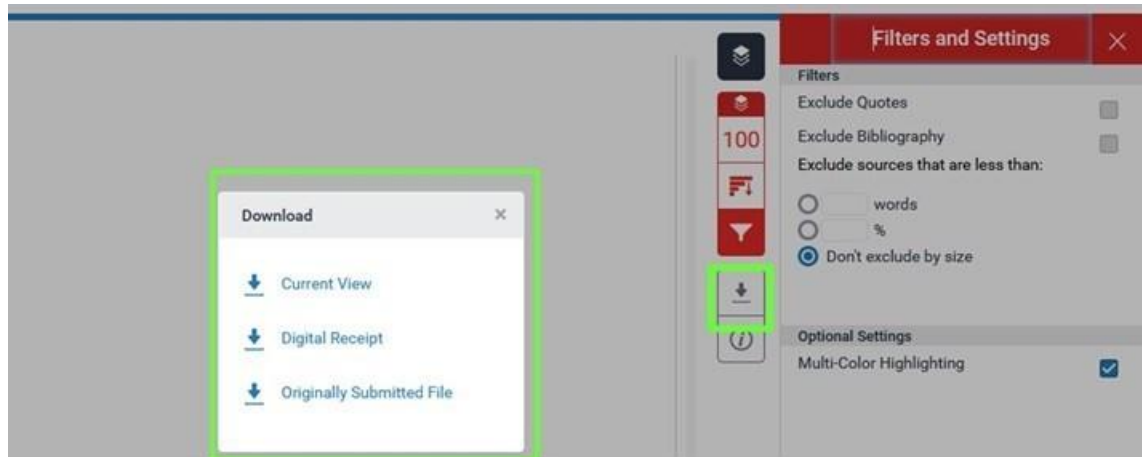 Filters and Settings
Filters
Exclude Quotes
100
Exclude Bibliography
Exclude sources that are less than:
words
%
Don't exclude by size
Download
Current View
Digital Receipt
Originally Submitted File
Optional Settings
Multi-Color Highlighting